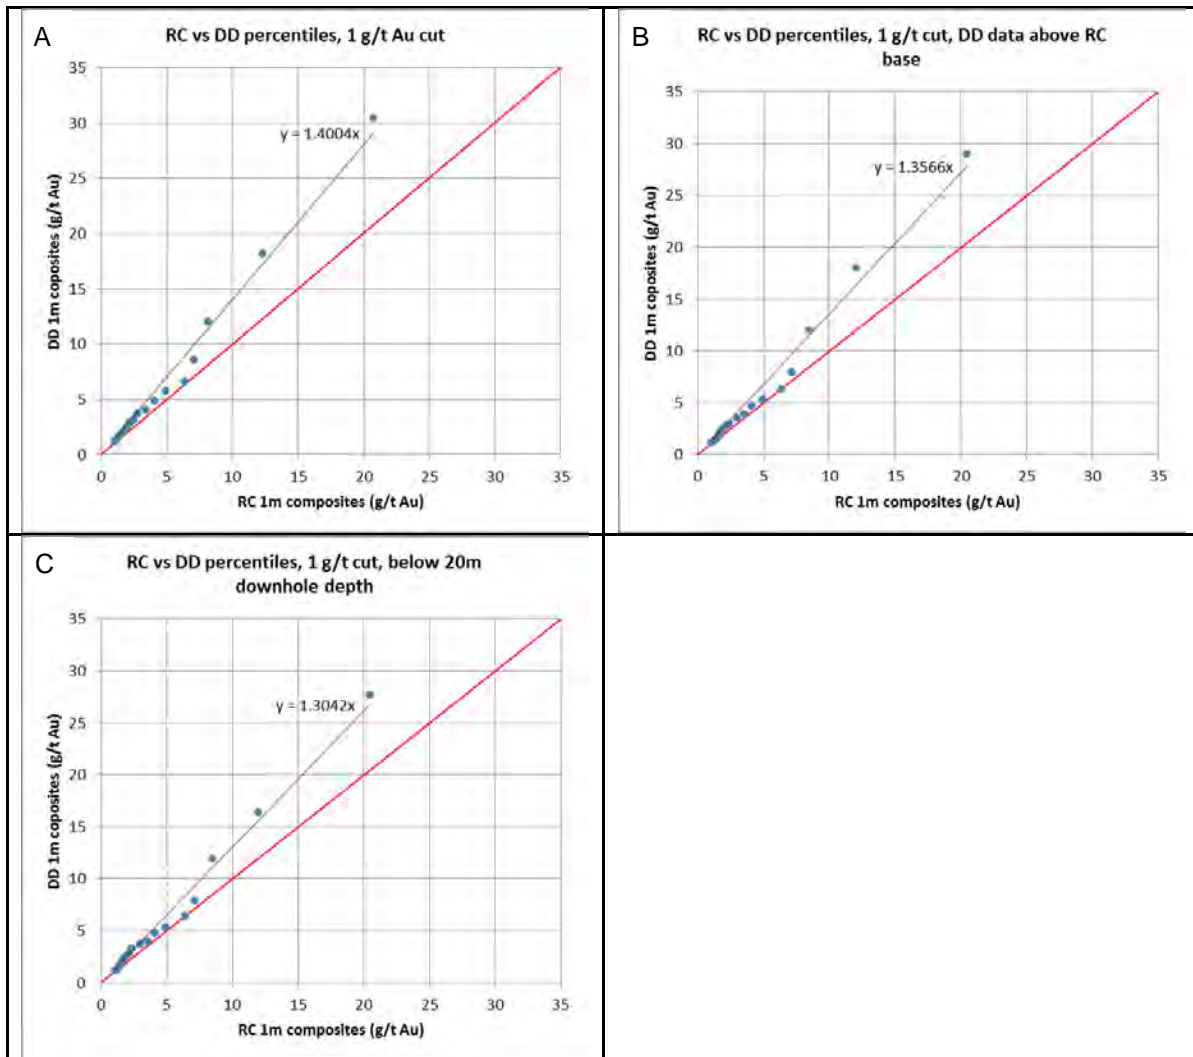 A
RC vs DD percentiles, 1 g/t Au cut
35
30
25
20
15
10
5
0
DD 1m coposites (g/t Au)
y = 1.4004x
0 5 10 15 20 25 30 35
RC 1m composites (g/t Au)
B
RC vs DD percentiles, 1 g/t cut, DD data above RC
base
35
30
25
20
15
10
5
0
DD 1m coposites (g/t Au)
y = 1.3566x
0 5 10 15 20 25 30 35
RC 1m composites (g/t Au)
C
RC vs DD percentiles, 1 g/t cut, below 20m
downhole depth
35
30
25
20
15
10
5
0
DD 1m coposites (g/t Au)
y = 1.3042x
0 5 10 15 20 25 30 35
RC 1m composites (g/t Au)